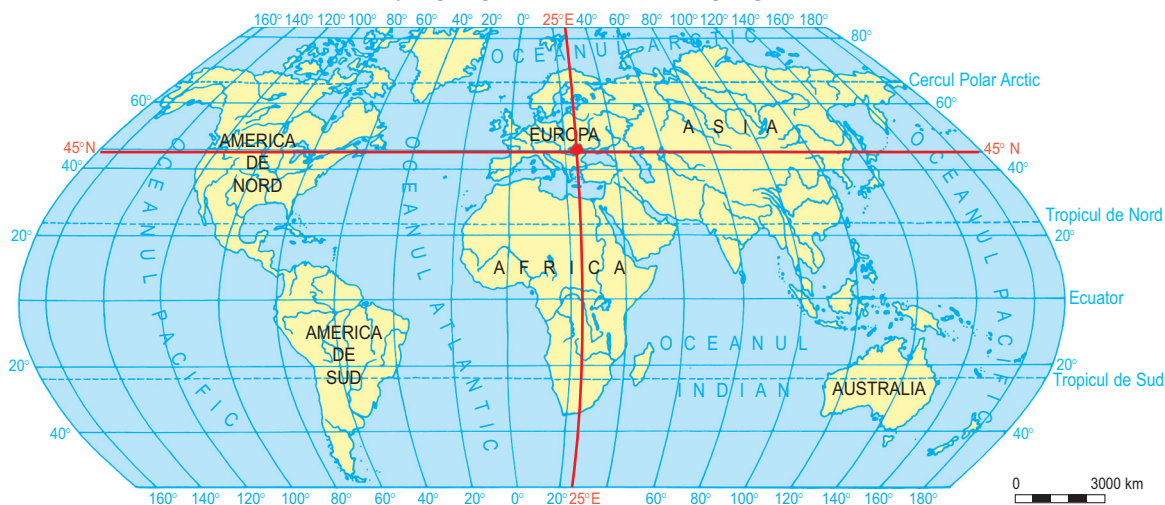 160° 140° 120° 100° 80° 60° 40° 20° 0° 25°E 40° 60° 80° 100° 120° 140° 160° 180°
80°
OCEANUL ARCTIC
Cercul Polar Arctic
60°
60°
EUROPA
ASIA
AMERICA
DE
NORD
45°N
45° N
40°
40°
OCEANUL PACIFIC
OCEANUL ATLANTIC
OCEANUL PACIFIC
Tropicul de Nord
20°
20°
AFRICA
Ecuator
AMERICA
DE
SUD
OCEANUL
INDIAN
20°
20°
Tropicul de Sud
AUSTRALIA
40°
40°
160° 140° 120° 100° 80° 60° 40° 20° 0° 20° 25°E 60° 80° 100° 120° 140° 160° 180°
0 3000 km